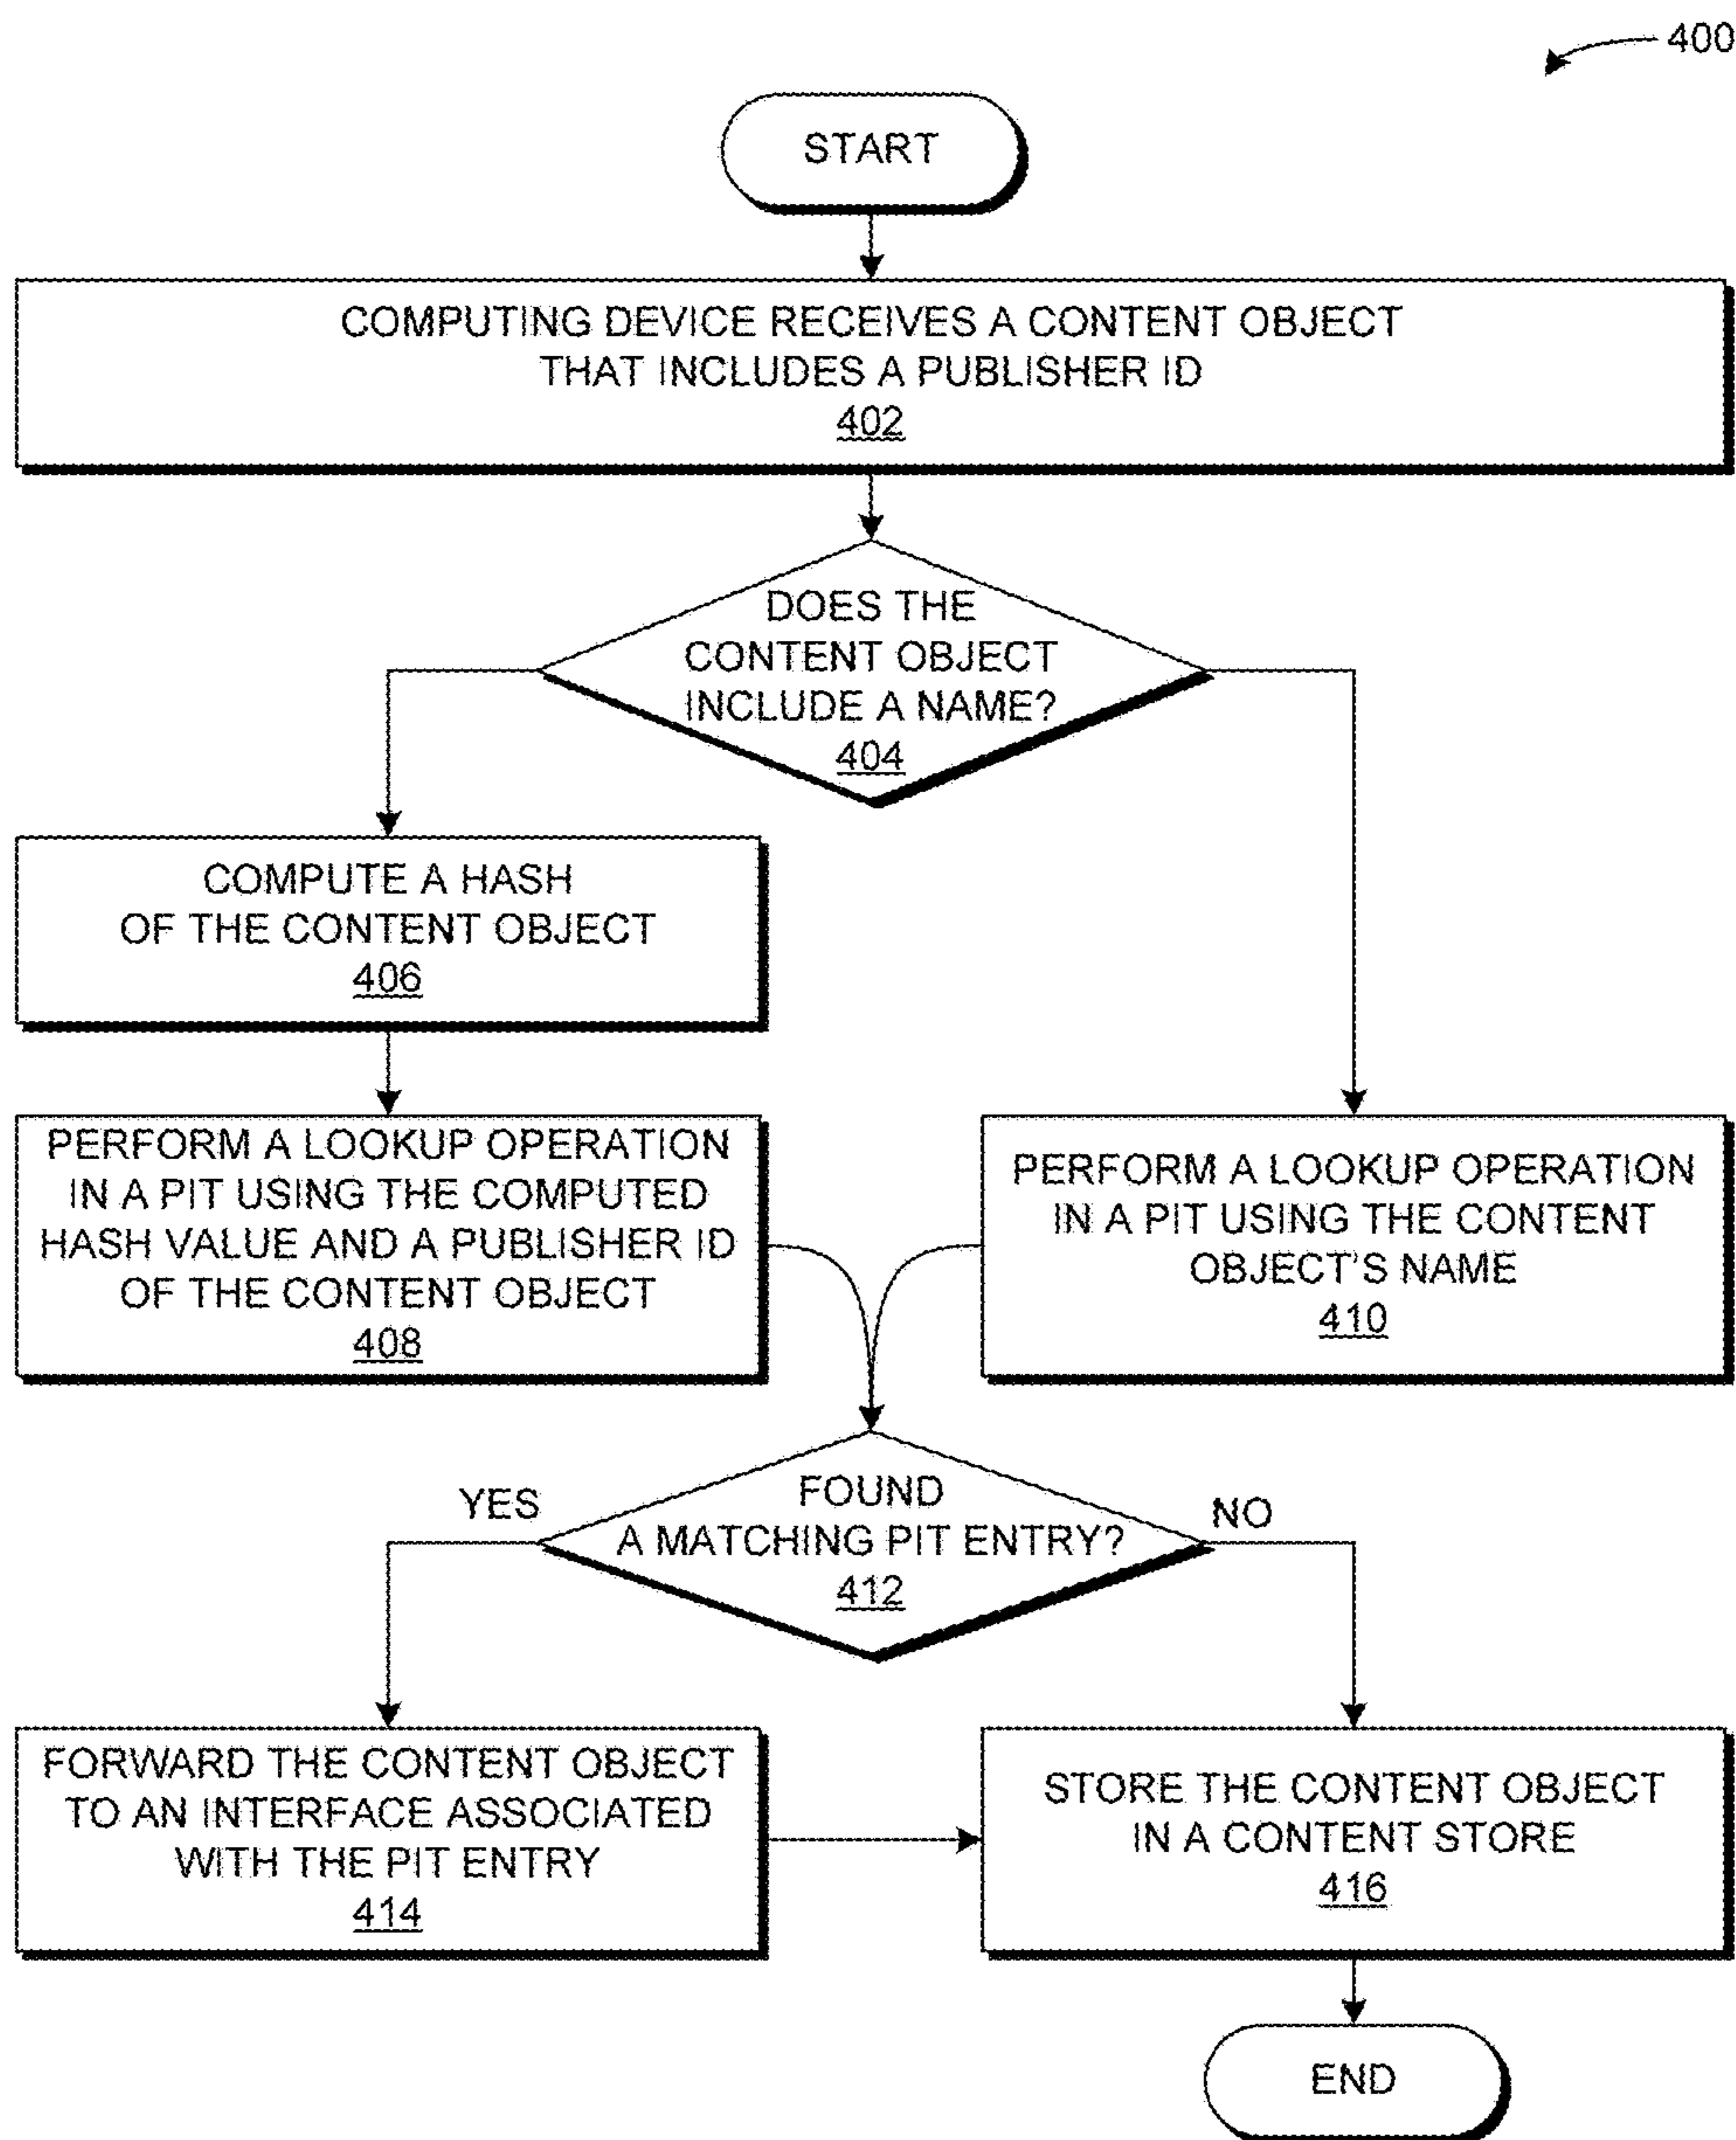 400
START
COMPUTING DEVICE RECEIVES A CONTENT OBJECT
THAT INCLUDES A PUBLISHER ID
402
DOES THE
CONTENT OBJECT
INCLUDE A NAME?
404
COMPUTE A HASH
OF THE CONTENT OBJECT
406
PERFORM A LOOKUP OPERATION
IN A PIT USING THE COMPUTED
HASH VALUE AND A PUBLISHER ID
OF THE CONTENT OBJECT
408
PERFORM A LOOKUP OPERATION
IN A PIT USING THE CONTENT
OBJECT'S NAME
410
YES
FOUND
A MATCHING PIT ENTRY?
412
NO
FORWARD THE CONTENT OBJECT
TO AN INTERFACE ASSOCIATED
WITH THE PIT ENTRY
414
STORE THE CONTENT OBJECT
IN A CONTENT STORE
416
END